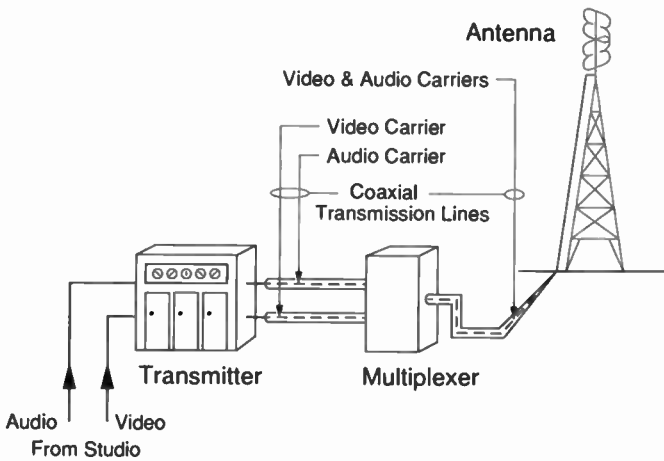 Antenna
Video & Audio Carriers
Video Carrier
Audio Carrier
Coaxial
Transmission Lines
Transmitter
Multiplexer
Audio
Video
From Studio